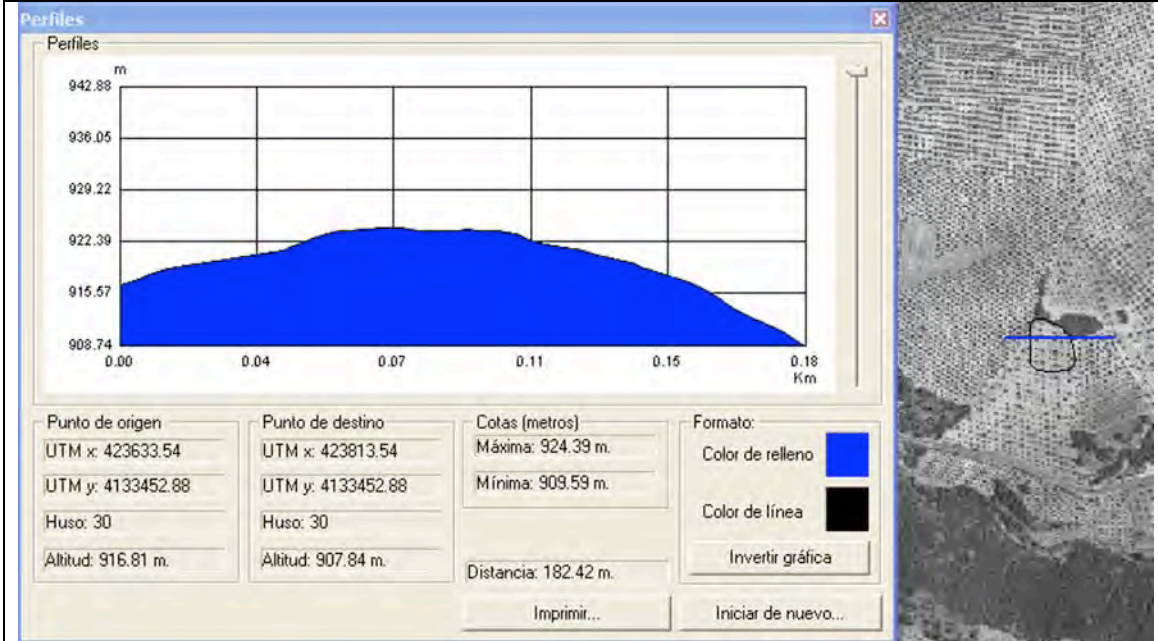 Perfiles
Perfiles
m
942.88
936.05
929.22
922.39
915.57
908.74
0.00 0.04 0.07 0.11 0.15 0.18
Km
Punto de origen
UTM x: 423633.54
UTM y: 4133452.88
Huso: 30
Altitud: 916.81 m.
Punto de destino
UTM x: 423813.54
UTM y: 4133452.88
Huso: 30
Altitud: 907.84 m.
Cotas (metros)
Máxima: 924.39 m.
Mínima: 909.59 m.
Distancia: 182.42 m.
Formato:
Color de relleno
Color de línea
Invertir gráfica
Imprimir...
Iniciar de nuevo...